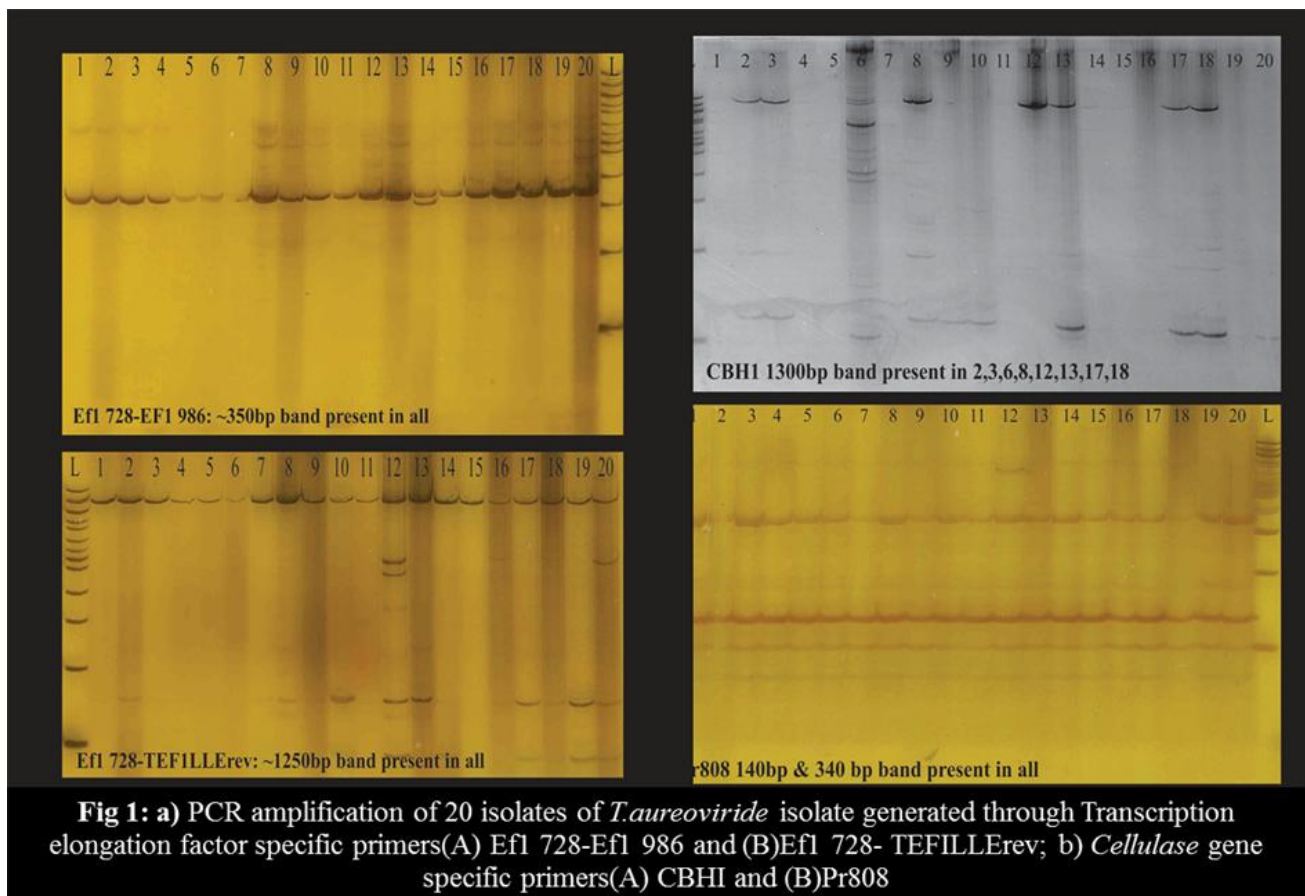 1 2 3 4 5 6 7 8 9 10 11 12 13 14 15 16 17 18 19 20 L
Ef1 728-EF1 986: ~350bp band present in all
L 1 2 3 4 5 6 7 8 9 10 11 12 13 14 15 16 17 18 19 20
Ef1 728-TEF1LLErev: ~1250bp band present in all
1 2 3 4 5 6 7 8 9 10 11 12 13 14 15 16 17 18 19 20
CBH1 1300bp band present in 2,3,6,8,12,13,17,18
2 3 4 5 6 7 8 9 10 11 12 13 14 15 16 17 18 19 20 L
r808 140bp & 340 bp band present in all
Fig 1: a) PCR amplification of 20 isolates of T.aureoviride isolate generated through Transcription
elongation factor specific primers(A) Ef1 728-Ef1 986 and (B)Ef1 728- TEFILLErev; b) Cellulase gene
specific primers(A) CBHI and (B)Pr808